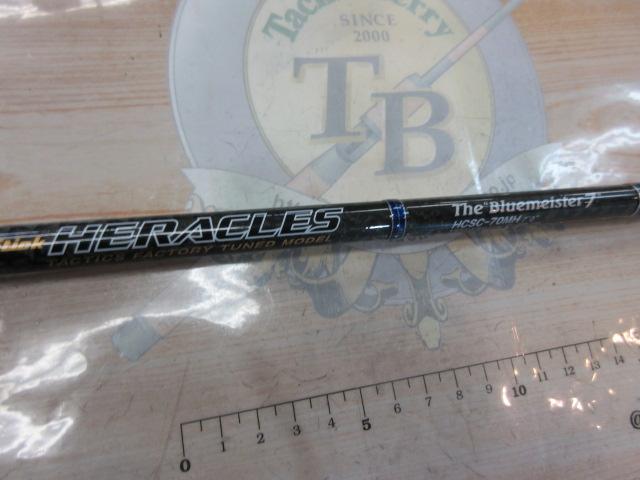 Tackle Berry
SINCE
2000
TB
HERACLES
TACTICS FACTORY TUNED MODEL
The "Bluemeister 7"
HCSC-70MH
0 1 2 3 4 5 6 7 8 9 10 11 12 13 14